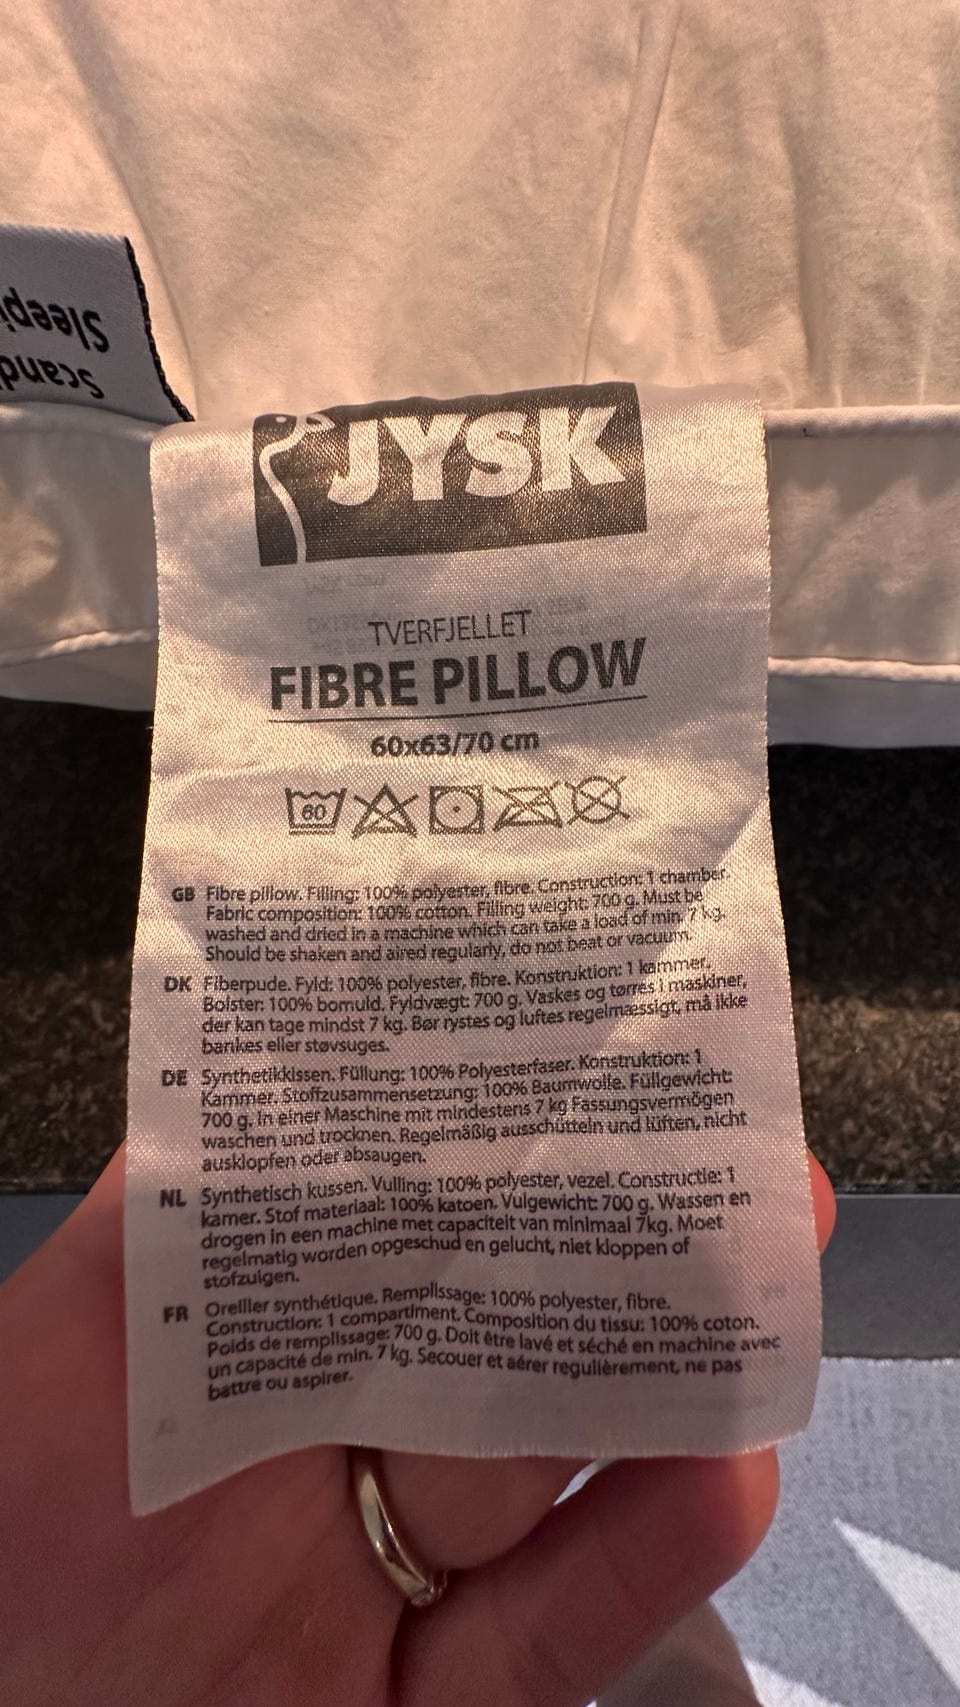 Sleepi
Scand
JYSK
TVERFJELLET
FIBRE PILLOW
60x63/70 cm
60
GB Fibre pillow. Filling: 100% polyester, fibre. Construction: 1 chamber.
Fabric composition: 100% cotton. Filling weight: 700 g. Must be
washed and dried in a machine which can take a load of min. 7 kg.
Should be shaken and aired regularly, do not beat or vacuum.
DK Fiberpude. Fyld: 100% polyester, fibre. Konstruktion: 1 kammer.
Bolster: 100% bomuld. Fyldvægt: 700 g. Vaskes og tørres i maskiner,
der kan tage mindst 7 kg. Bør rystes og luftes regelmæssigt, må ikke
bankes eller støvsuges.
DE Synthetikkissen. Füllung: 100% Polyesterfaser. Konstruktion: 1
Kammer. Stoffzusammensetzung: 100% Baumwolle. Füllgewicht:
700 g. In einer Maschine mit mindestens 7 kg Fassungsvermögen
waschen und trocknen. Regelmäßig ausschütteln und lüften, nicht
ausklopfen oder absaugen.
NL Synthetisch kussen. Vulling: 100% polyester, vezel. Constructie: 1
kamer. Stof materiaal: 100% katoen. Vulgewicht: 700 g. Wassen en
drogen in een machine met capaciteit van minimaal 7kg. Moet
regelmatig worden opgeschud en gelucht, niet kloppen of
stofzuigen.
FR Oreiller synthétique. Remplissage: 100% polyester, fibre.
Construction: 1 compartiment. Composition du tissu: 100% coton.
Poids de remplissage: 700 g. Doit être lavé et séché en machine avec
un capacité de min. 7 kg. Secouer et aérer regulièrement, ne pas
battre ou aspirer.